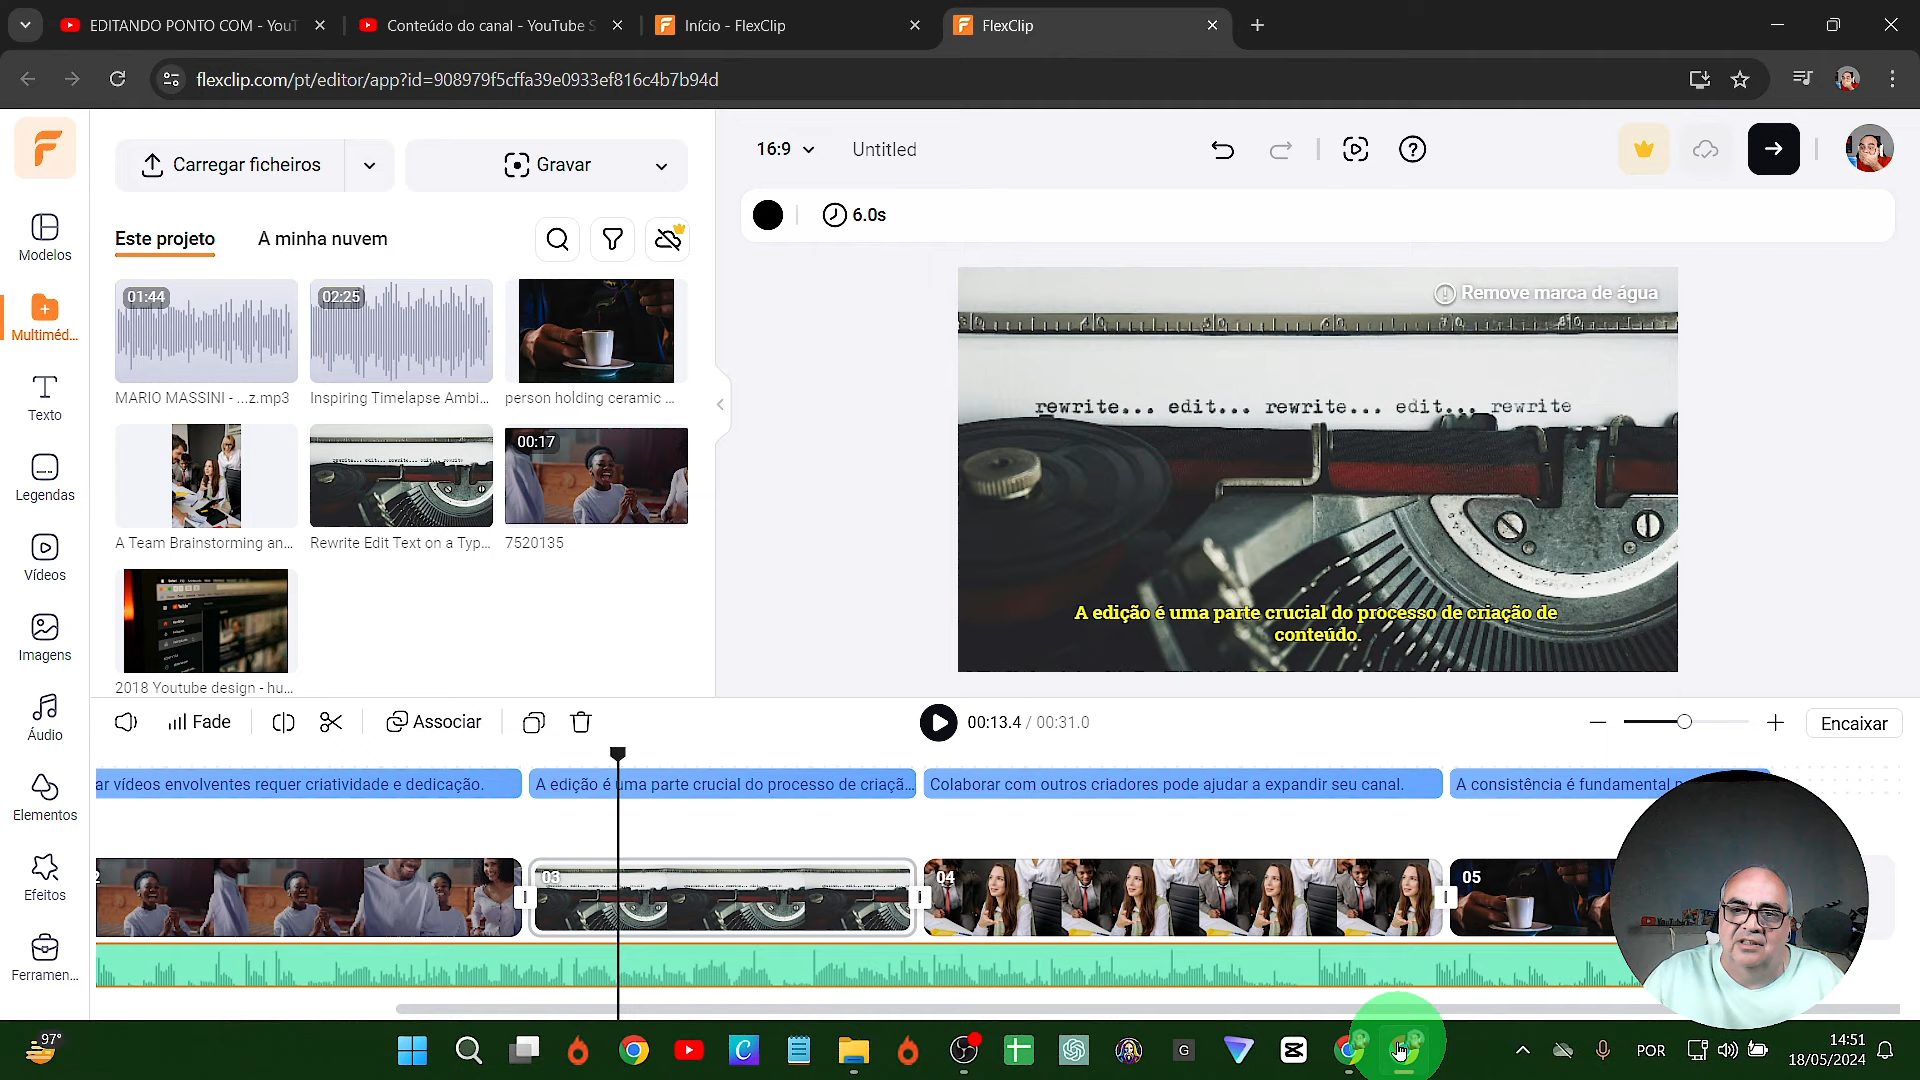 EDITANDO PONTO COM - YouT
Conteúdo do canal - YouTube S
Início - FlexClip
FlexClip
flexclip.com/pt/editor/app?id=908979f5cffa39e0933ef816c4b7b94d
Carregar ficheiros
Gravar
16:9
Untitled
6.0s
Modelos
Multiméd...
Texto
Legendas
Vídeos
Imagens
Áudio
Elementos
Efeitos
Ferramen...
Este projeto
A minha nuvem
01:44
02:25
MARIO MASSINI - ...z.mp3
Inspiring Timelapse Ambi...
person holding ceramic ...
00:17
A Team Brainstorming an...
Rewrite Edit Text on a Typ...
7520135
2018 Youtube design - hu...
Remove marca de água
rewrite... edit... rewrite... edit... rewrite
A edição é uma parte crucial do processo de criação de
conteúdo.
Fade
Associar
00:13.4 / 00:31.0
Encaixar
ar vídeos envolventes requer criatividade e dedicação.
A edição é uma parte crucial do processo de criaçã...
Colaborar com outros criadores pode ajudar a expandir seu canal.
A consistência é fundamental
03
04
05
97°
POR
14:51
18/05/2024